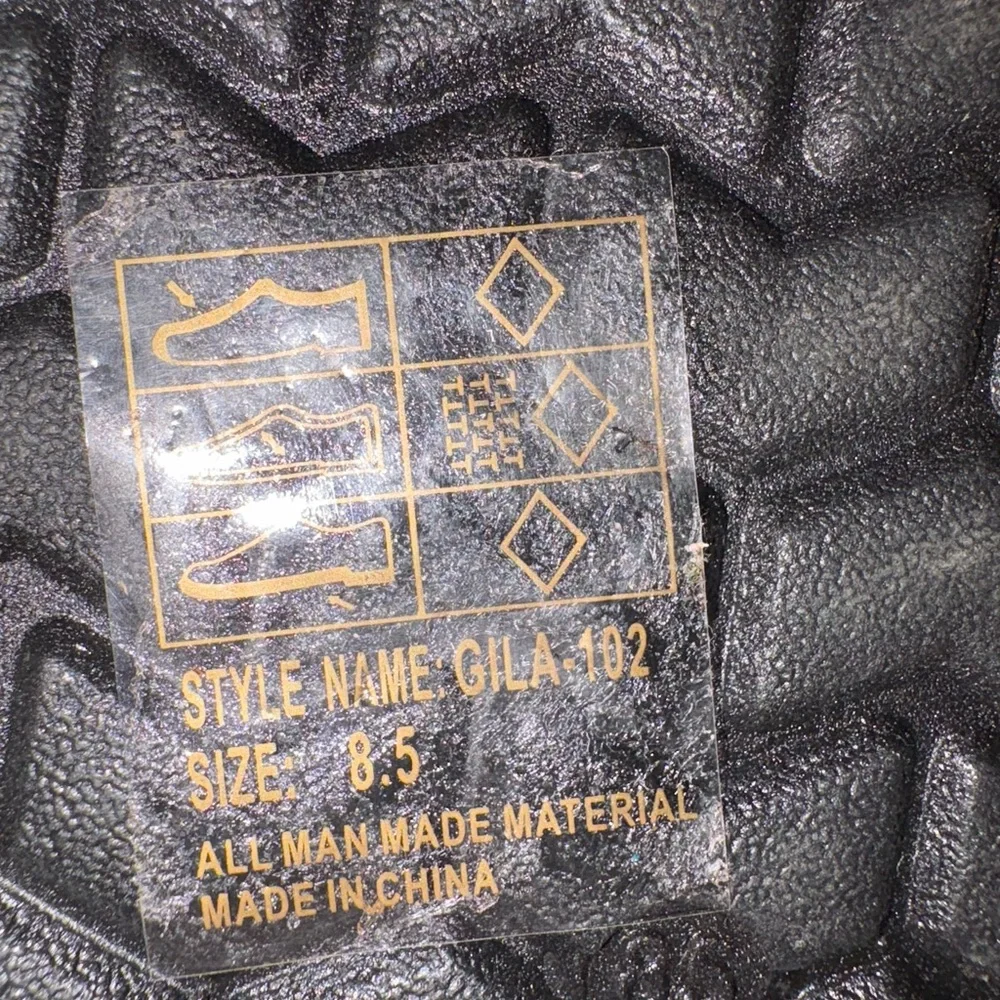 STYLE NAME: GILA-102
SIZE: 8.5
ALL MAN MADE MATERIAL
MADE IN CHINA